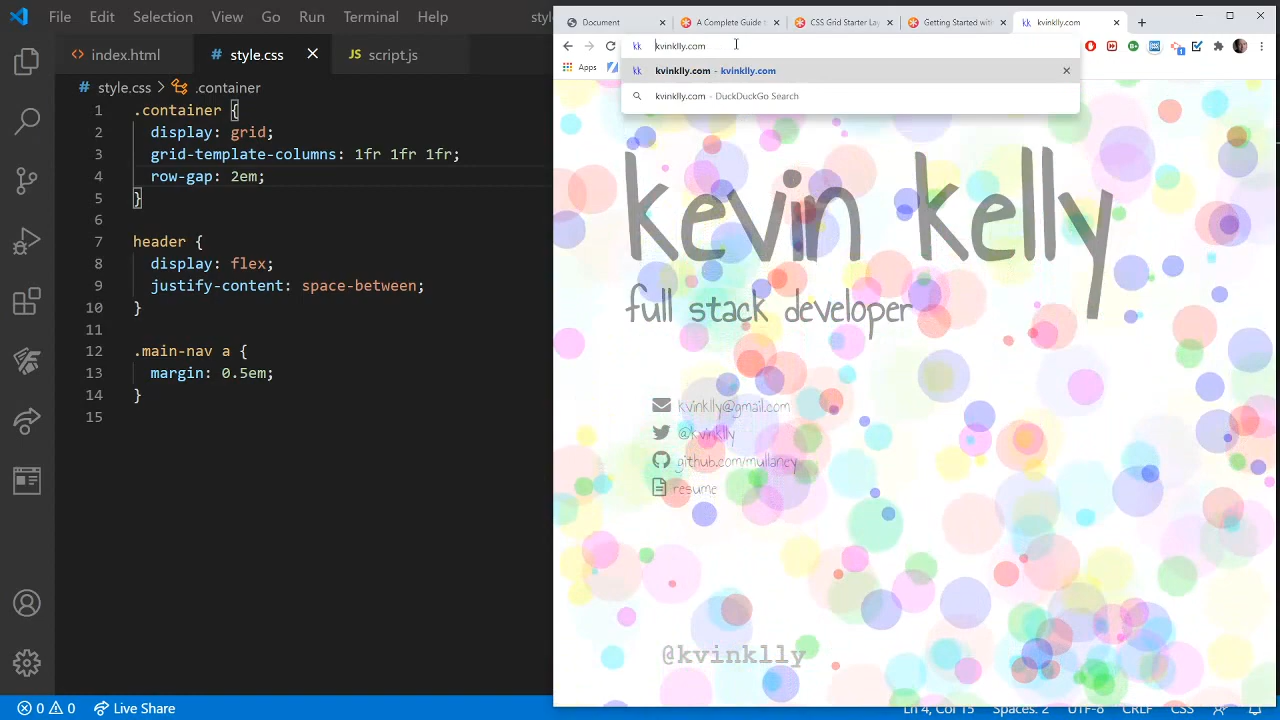 File Edit Selection View Go Run Terminal Help
index.html
style.css
script.js
style.css > .container
1 .container {
2 display: grid;
3 grid-template-columns: 1fr 1fr 1fr;
4 row-gap: 2em;
5 }
6
7 header {
8 display: flex;
9 justify-content: space-between;
10 }
11
12 .main-nav a {
13 margin: 0.5em;
14 }
15
0 0 Live Share
Ln 4, Col 15 Spaces: 2 UTF-8 CRLF CSS
Document
A Complete Guide t
CSS Grid Starter Lay
Getting Started with
kvinklly.com
kk kvinklly.com
Apps
kk kvinklly.com - kvinklly.com
kvinklly.com - DuckDuckGo Search
kevin kelly
full stack developer
kvinklly@gmail.com
@kvinklly
github.com/mullaney
resume
@kvinklly